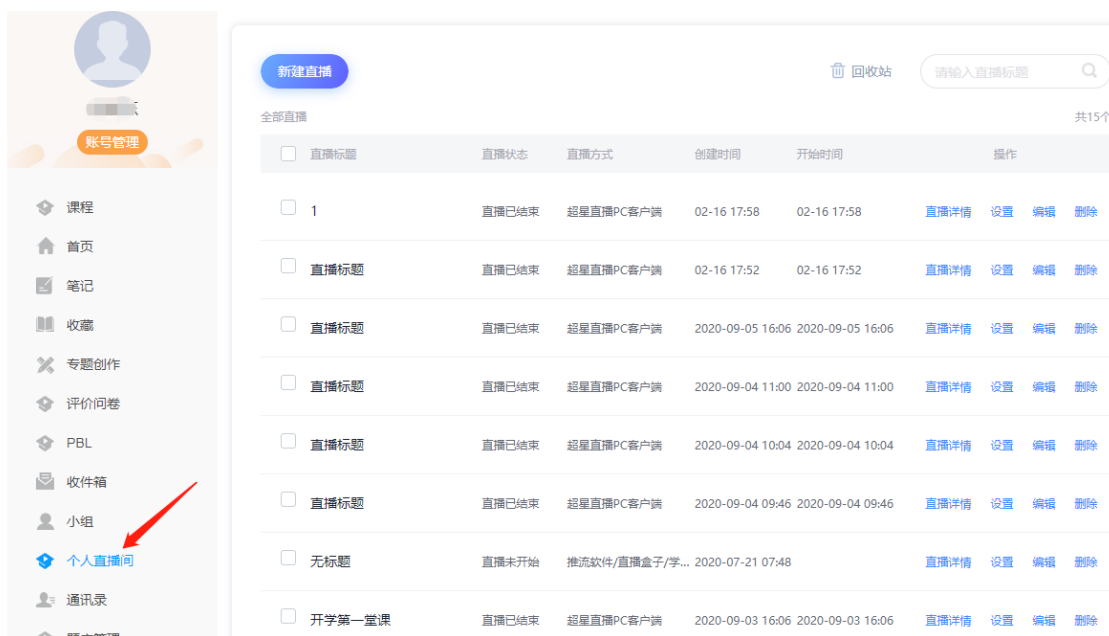 账号管理
课程
首页
笔记
收藏
专题创作
评价问卷
PBL
收件箱
小组
个人直播间
通讯录
新建直播 回收站 请输入直播标题
全部直播 共15个
直播标题 直播状态 直播方式 创建时间 开始时间 操作
1 直播已结束 超星直播PC客户端 02-16 17:58 02-16 17:58 直播详情 设置 编辑 删除
直播标题 直播已结束 超星直播PC客户端 02-16 17:52 02-16 17:52 直播详情 设置 编辑 删除
直播标题 直播已结束 超星直播PC客户端 2020-09-05 16:06 2020-09-05 16:06 直播详情 设置 编辑 删除
直播标题 直播已结束 超星直播PC客户端 2020-09-04 11:00 2020-09-04 11:00 直播详情 设置 编辑 删除
直播标题 直播已结束 超星直播PC客户端 2020-09-04 10:04 2020-09-04 10:04 直播详情 设置 编辑 删除
直播标题 直播已结束 超星直播PC客户端 2020-09-04 09:46 2020-09-04 09:46 直播详情 设置 编辑 删除
无标题 直播未开始 推流软件/直播盒子/学... 2020-07-21 07:48 直播详情 设置 编辑 删除
开学第一堂课 直播已结束 超星直播PC客户端 2020-09-03 16:06 2020-09-03 16:06 直播详情 设置 编辑 删除